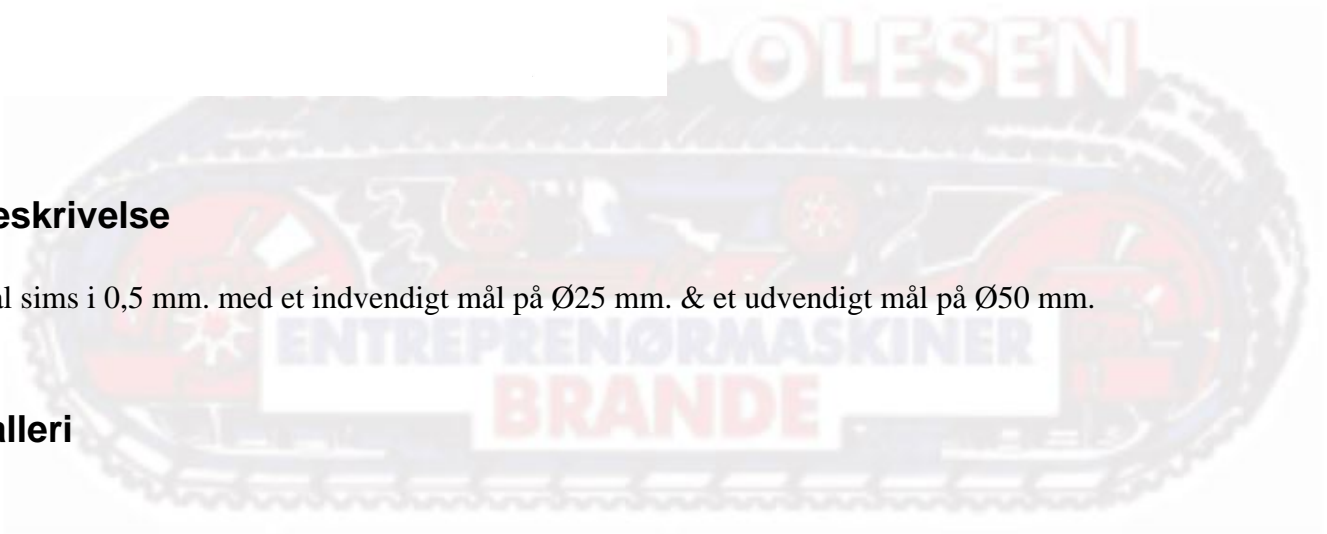 P OLESEN
eskrivelse
al sims i 0,5 mm. med et indvendigt mål på Ø25 mm. & et udvendigt mål på Ø50 mm.
ENTREPRENØRMASKINER
BRANDE
alleri